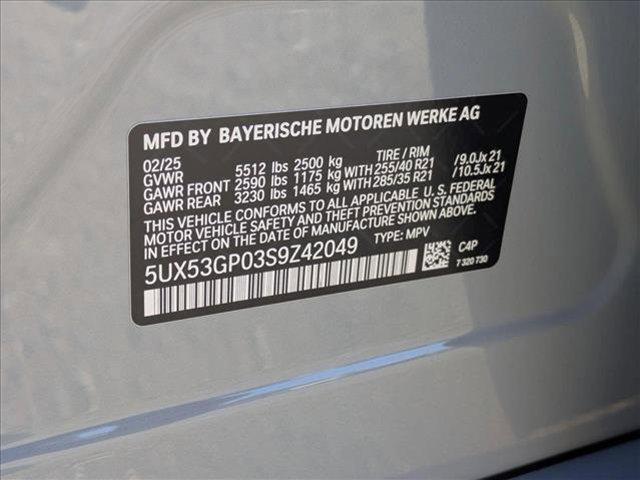 MFD BY BAYERISCHE MOTOREN WERKE AG
02/25
GVWR 5512 lbs 2500 kg TIRE / RIM
GAWR FRONT 2590 lbs 1175 kg WITH 255/40 R21 /9.0Jx21
GAWR REAR 3230 lbs 1465 kg WITH 285/35 R21 /10.5Jx21
THIS VEHICLE CONFORMS TO ALL APPLICABLE U.S. FEDERAL
MOTOR VEHICLE SAFETY AND THEFT PREVENTION STANDARDS
IN EFFECT ON THE DATE OF MANUFACTURE SHOWN ABOVE.
5UX53GP03S9Z42049 TYPE: MPV
C4P
7 320 730